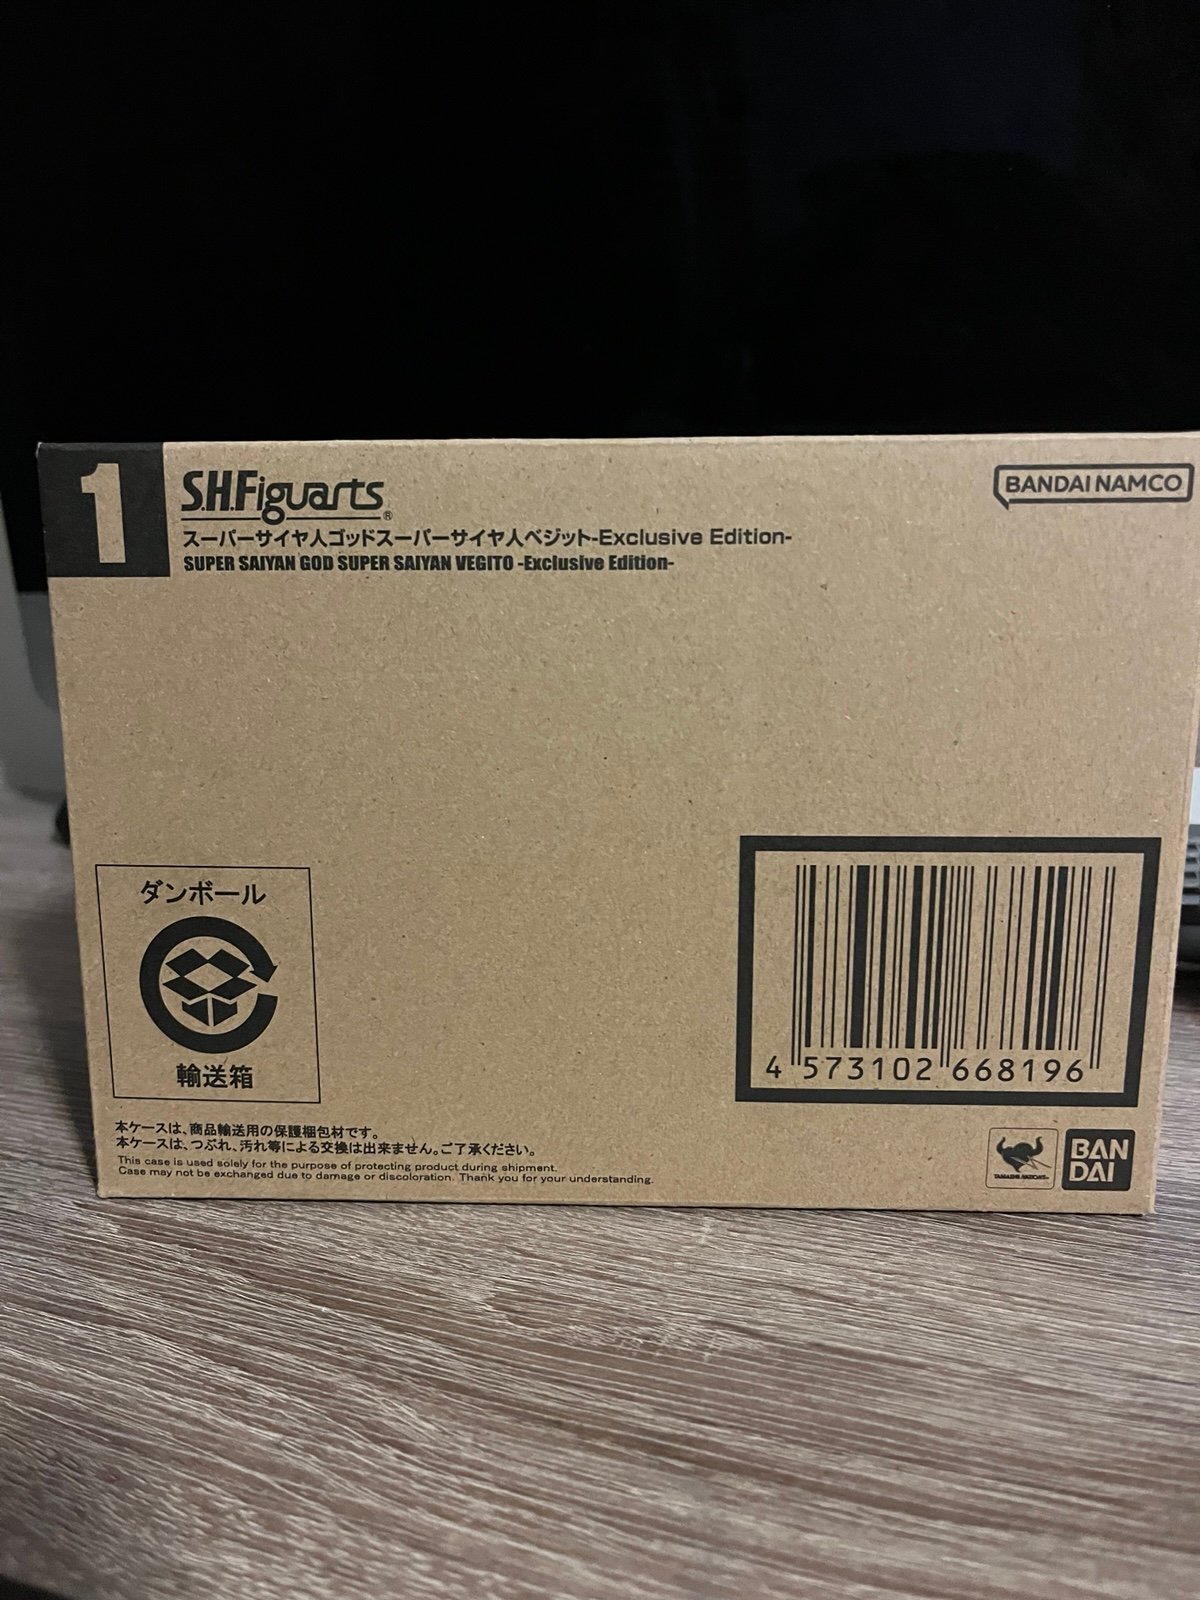 1
S.H.Figuarts®
BANDAI NAMCO
スーパーサイヤ人ゴッドスーパーサイヤ人ベジット-Exclusive Edition-
SUPER SAIYAN GOD SUPER SAIYAN VEGITO -Exclusive Edition-
ダンボール
輸送箱
4 573102 668196
本ケースは、商品輸送用の保護梱包材です。
本ケースは、つぶれ、汚れ等による交換は出来ません。ご了承ください。
This case is used solely for the purpose of protecting product during shipment.
Case may not be exchanged due to damage or discoloration. Thank you for your understanding.
TAMASHII NATIONS
BAN
DAI